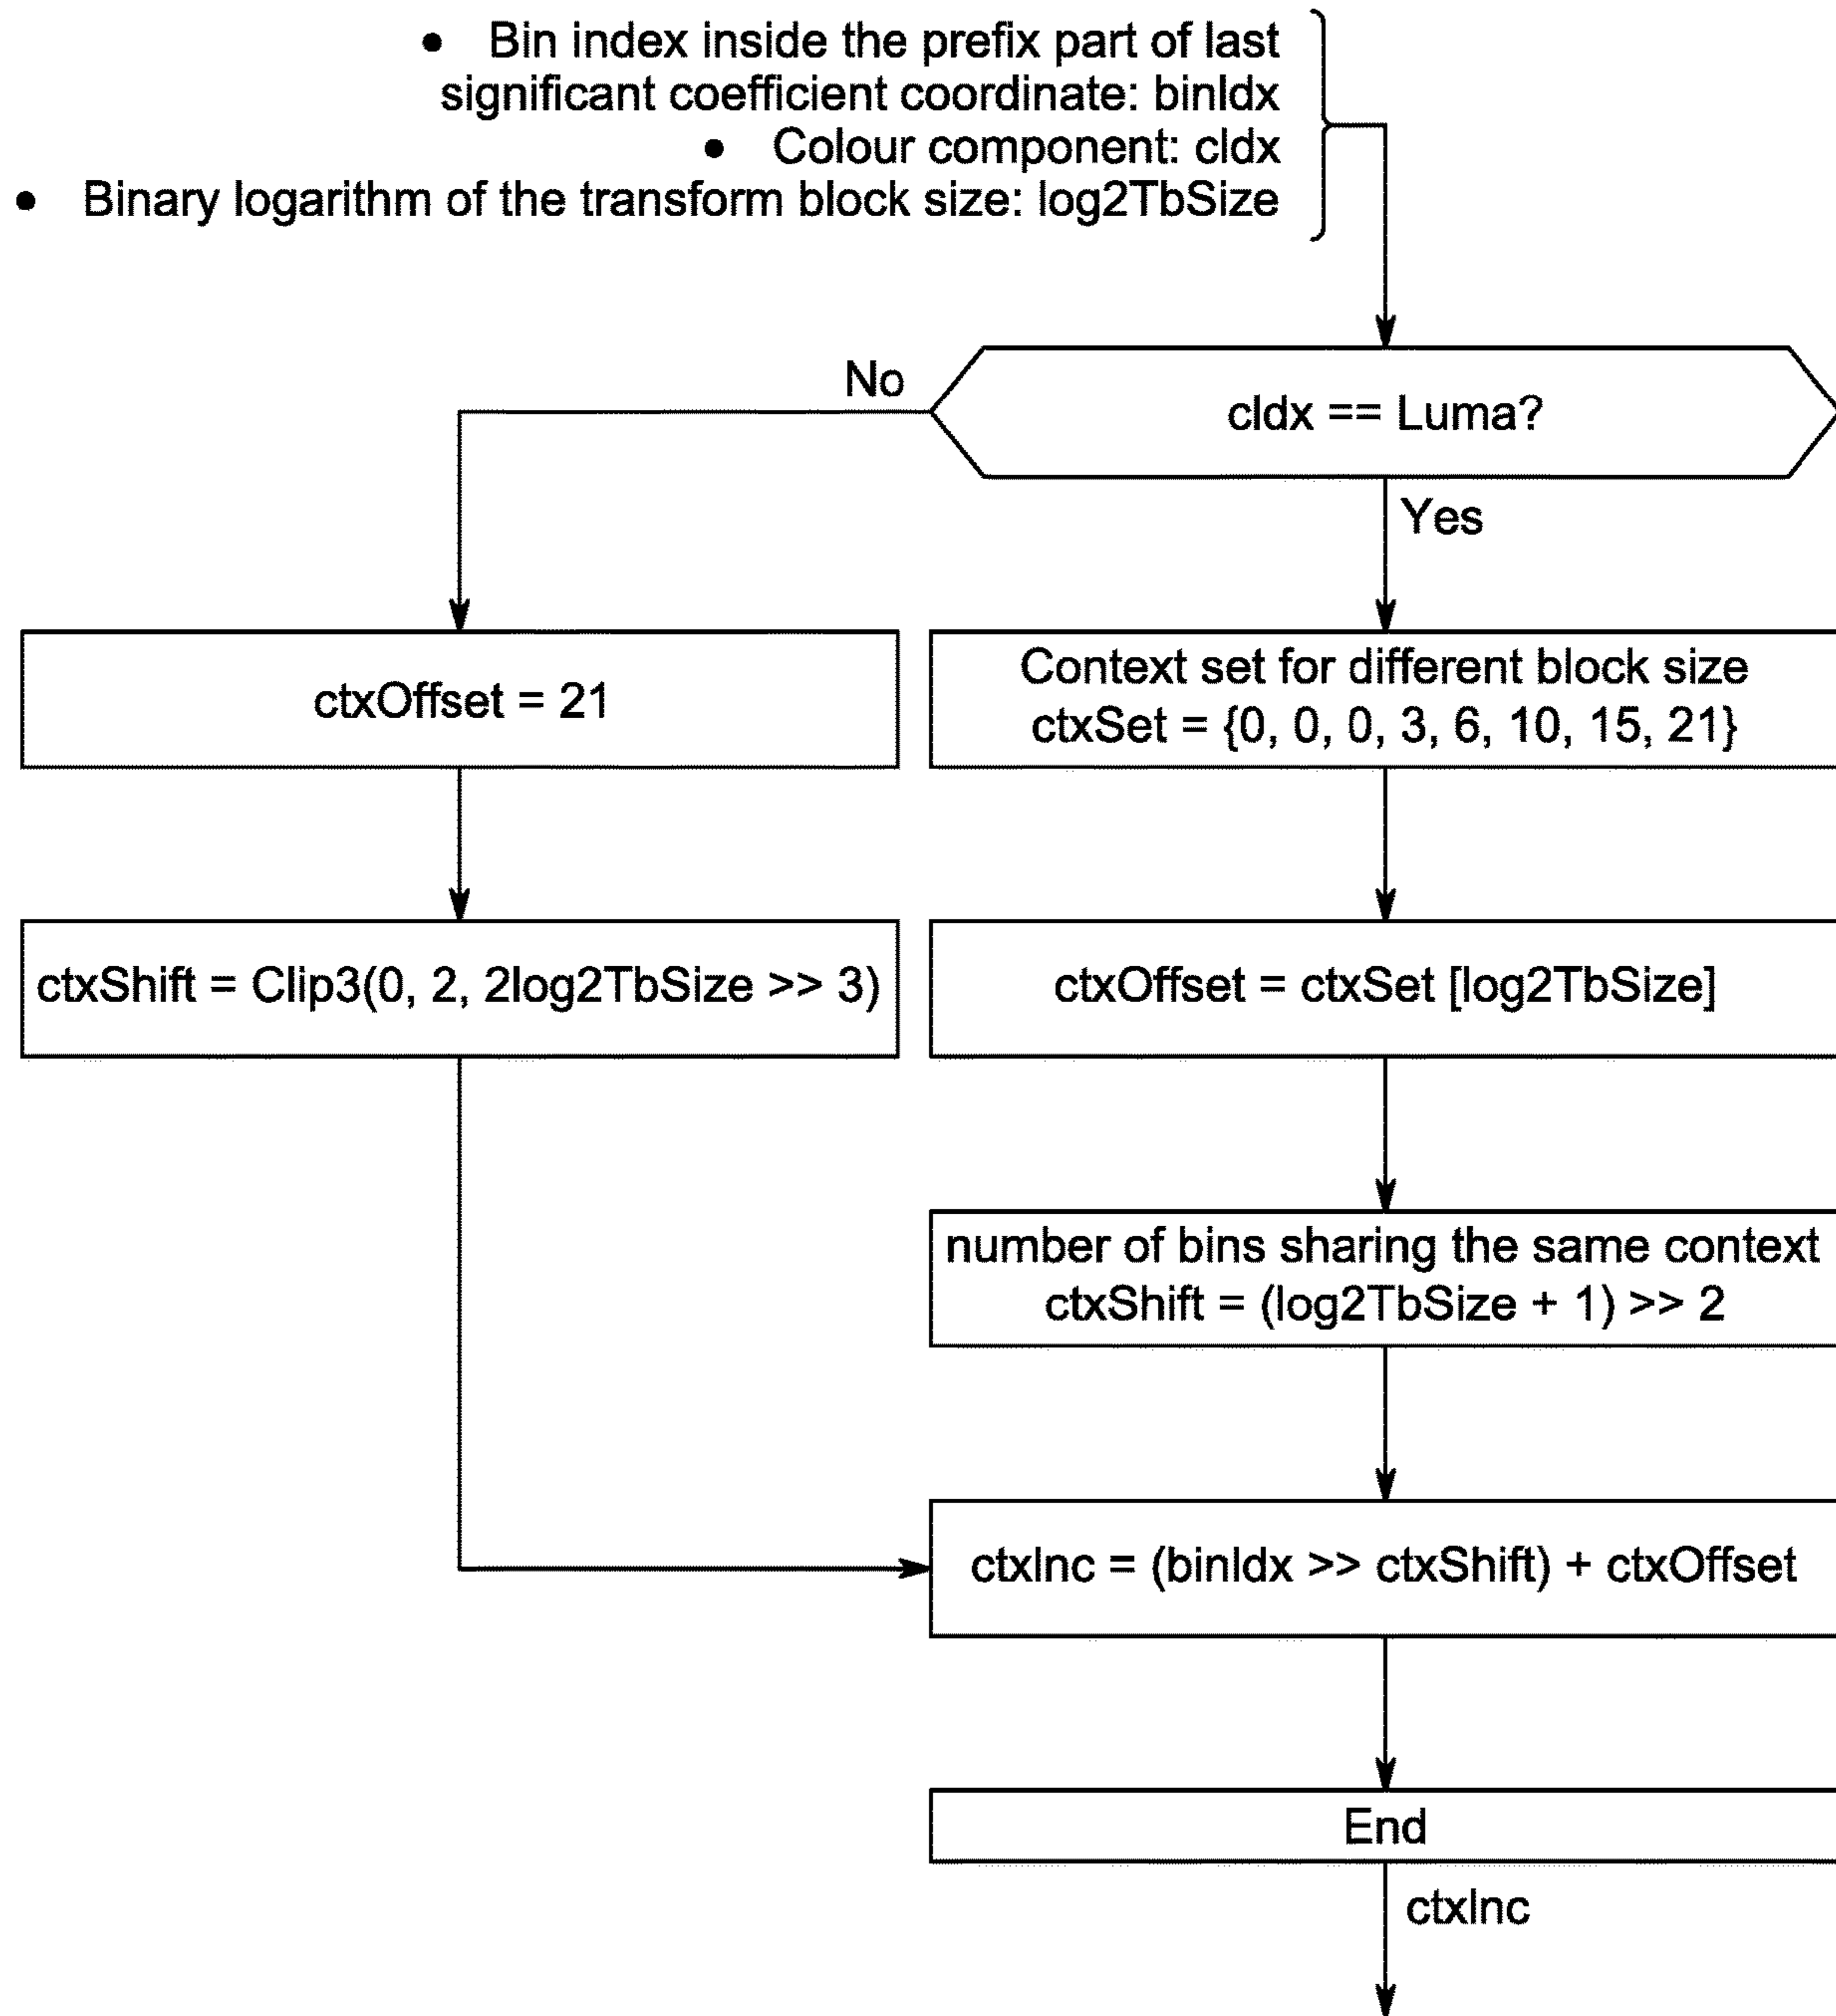 • Bin index inside the prefix part of last
significant coefficient coordinate: binIdx
• Colour component: cIdx
• Binary logarithm of the transform block size: log2TbSize
No
cIdx == Luma?
Yes
ctxOffset = 21
Context set for different block size
ctxSet = {0, 0, 0, 3, 6, 10, 15, 21}
ctxShift = Clip3(0, 2, 2log2TbSize >> 3)
ctxOffset = ctxSet [log2TbSize]
number of bins sharing the same context
ctxShift = (log2TbSize + 1) >> 2
ctxInc = (binIdx >> ctxShift) + ctxOffset
End
ctxInc